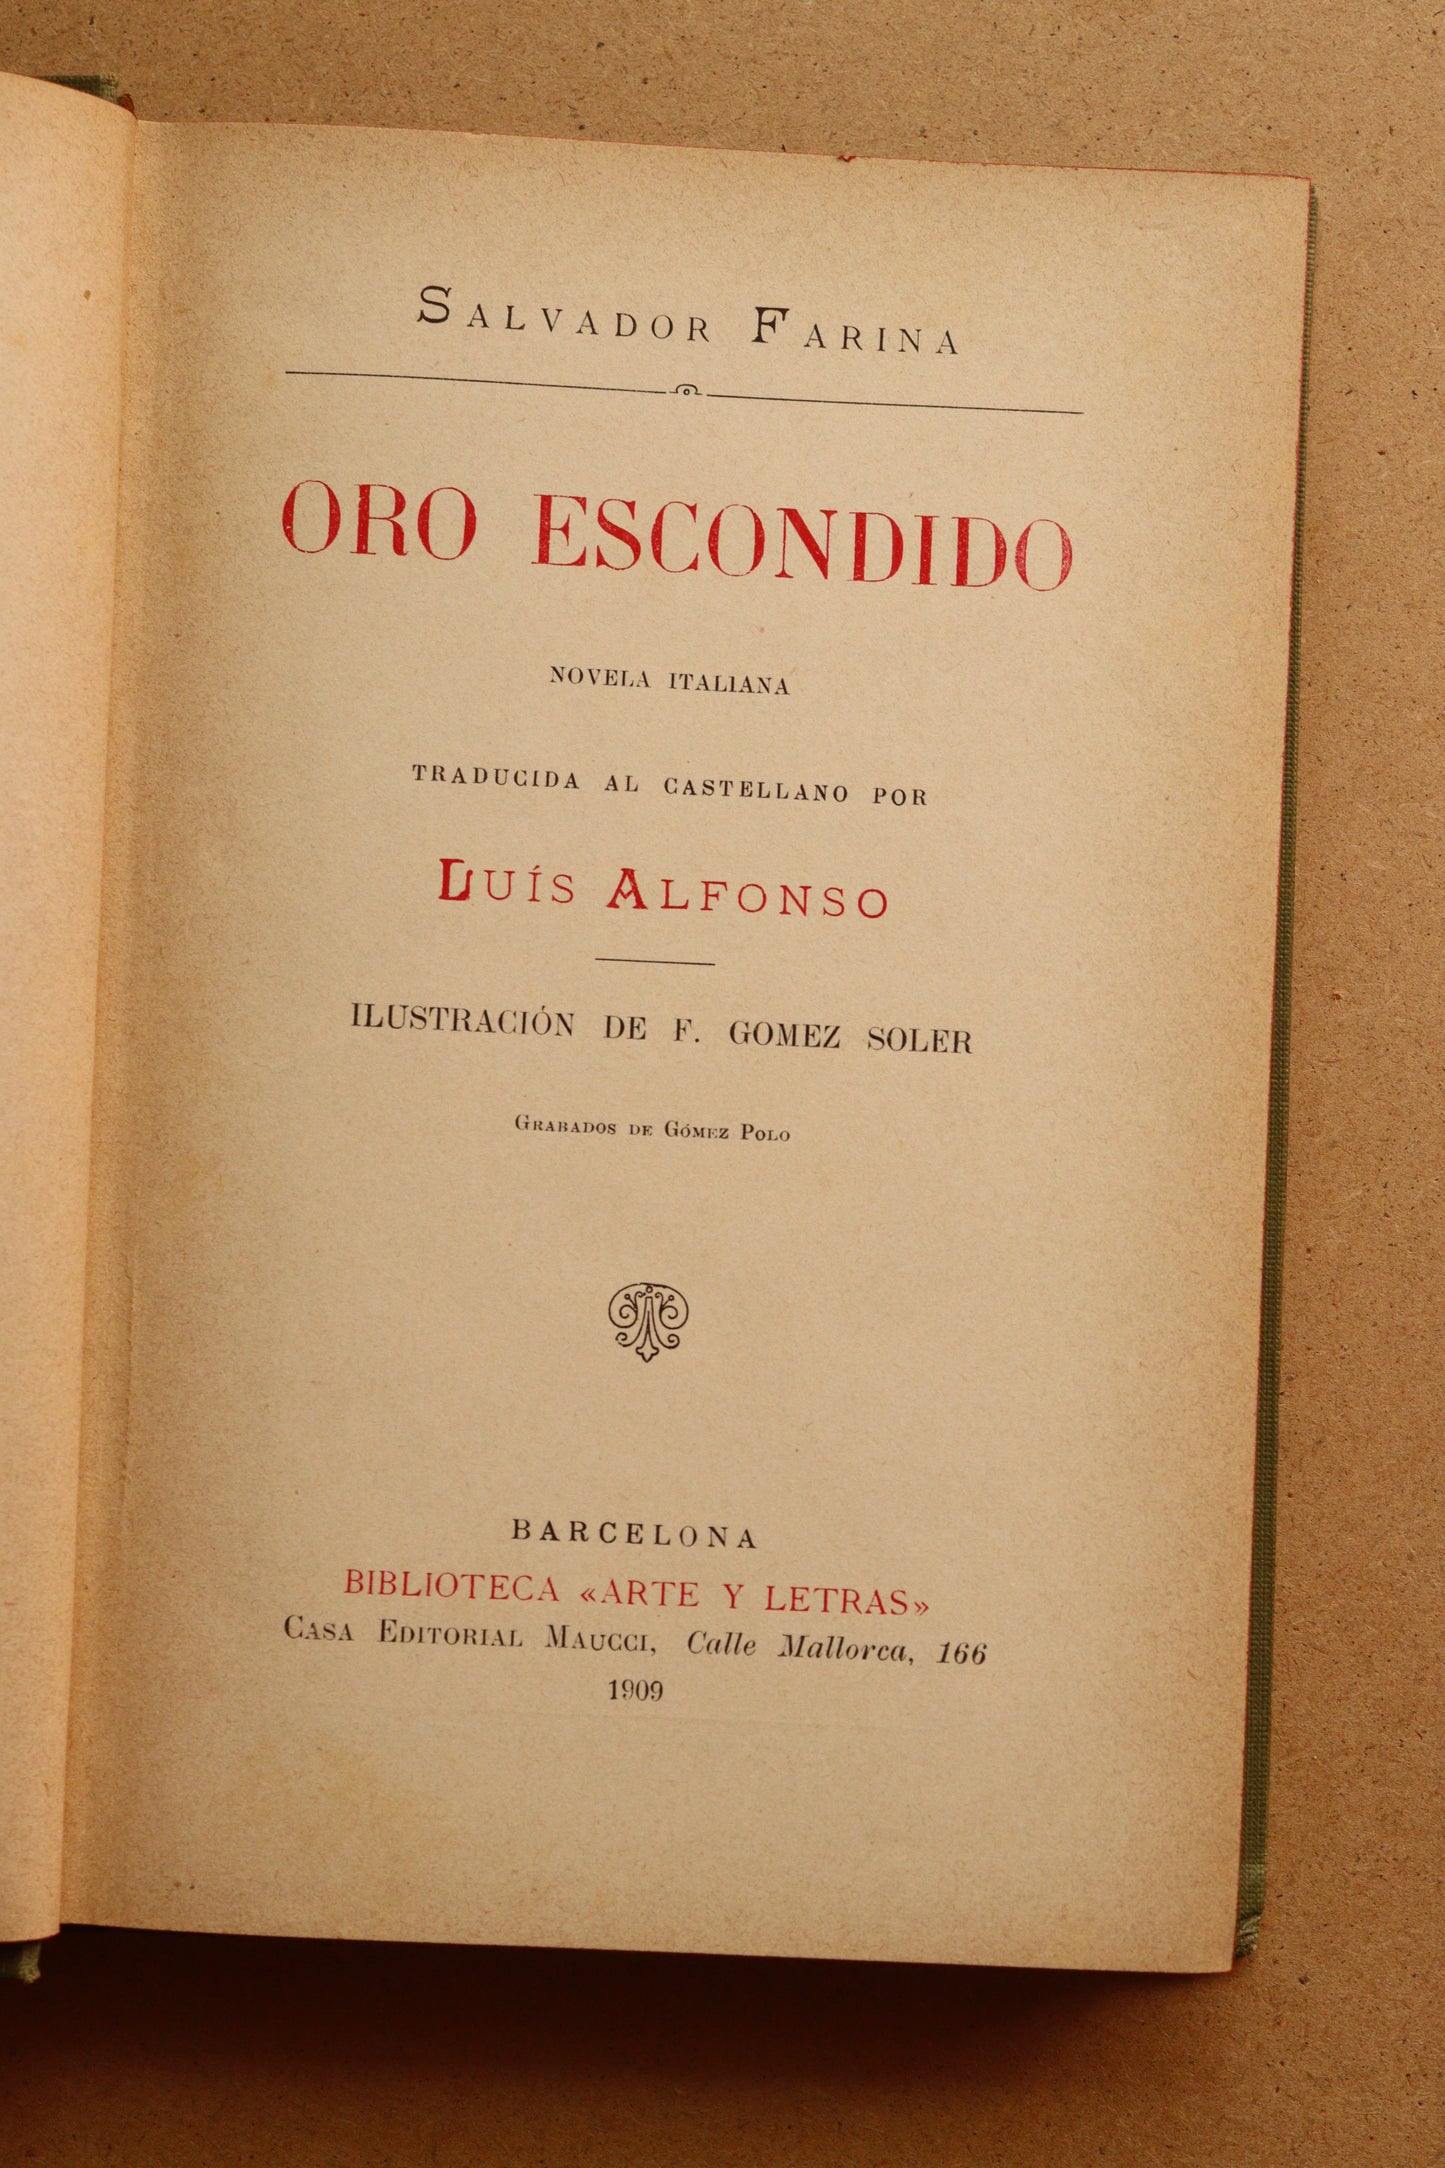 SALVADOR FARINA
ORO ESCONDIDO
NOVELA ITALIANA
TRADUCIDA AL CASTELLANO POR
LUÍS ALFONSO
ILUSTRACIÓN DE F. GOMEZ SOLER
GRABADOS DE GÓMEZ POLO
BARCELONA
BIBLIOTECA «ARTE Y LETRAS»
CASA EDITORIAL MAUCCI, Calle Mallorca, 166
1909